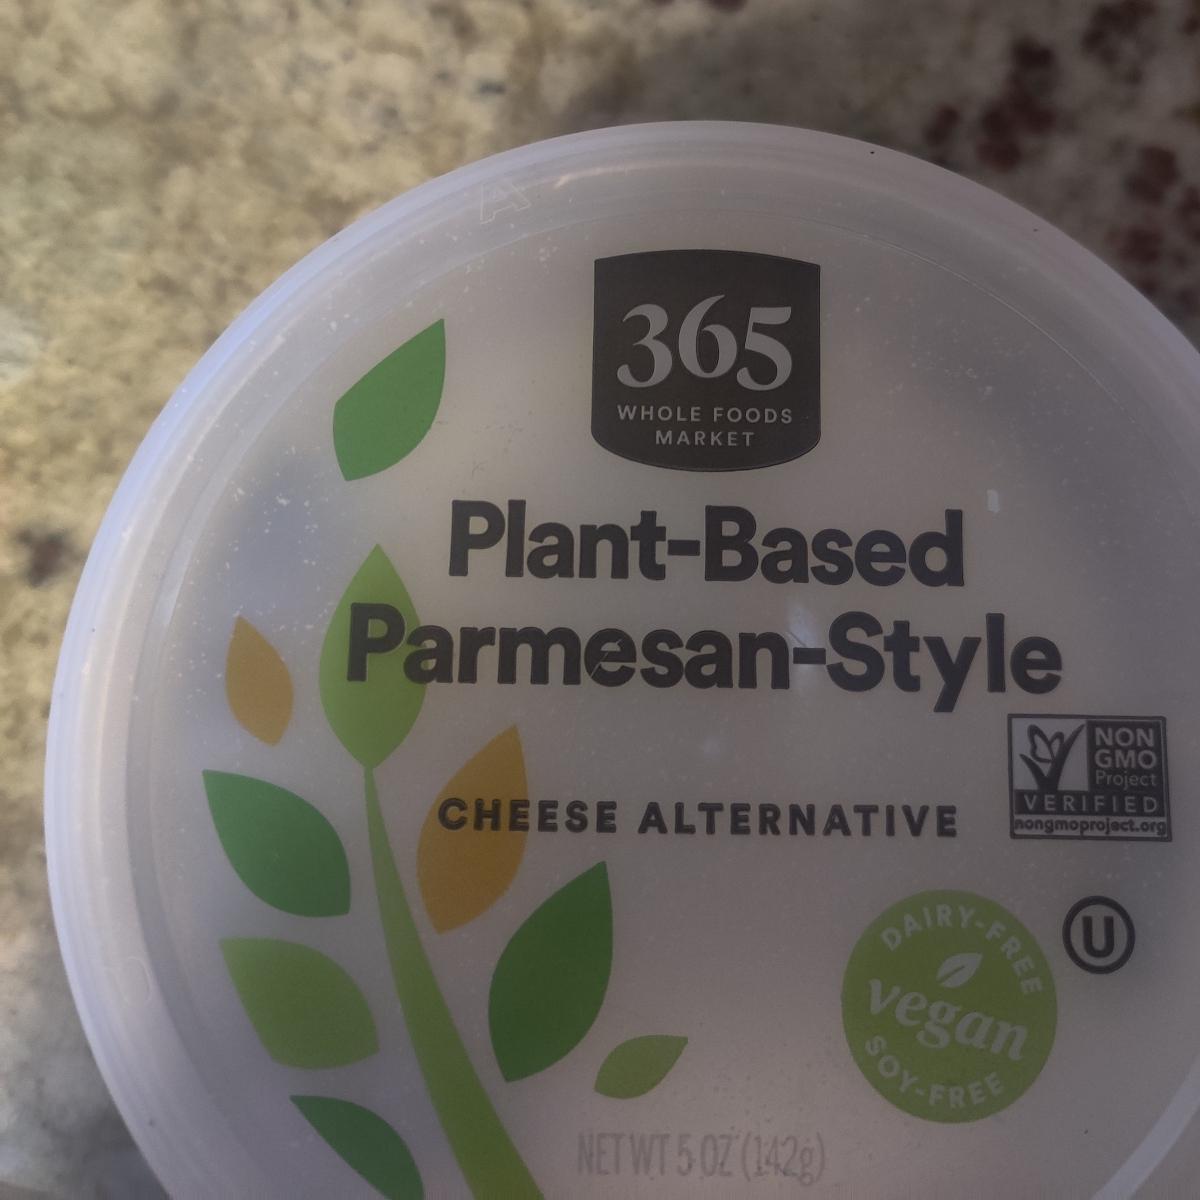 A
365
WHOLE FOODS
MARKET
Plant-Based
Parmesan-Style
CHEESE ALTERNATIVE
NON
GMO
Project
VERIFIED
nongmoproject.org
U
DAIRY-FREE
vegan
SOY-FREE
NET WT 5 OZ (142g)